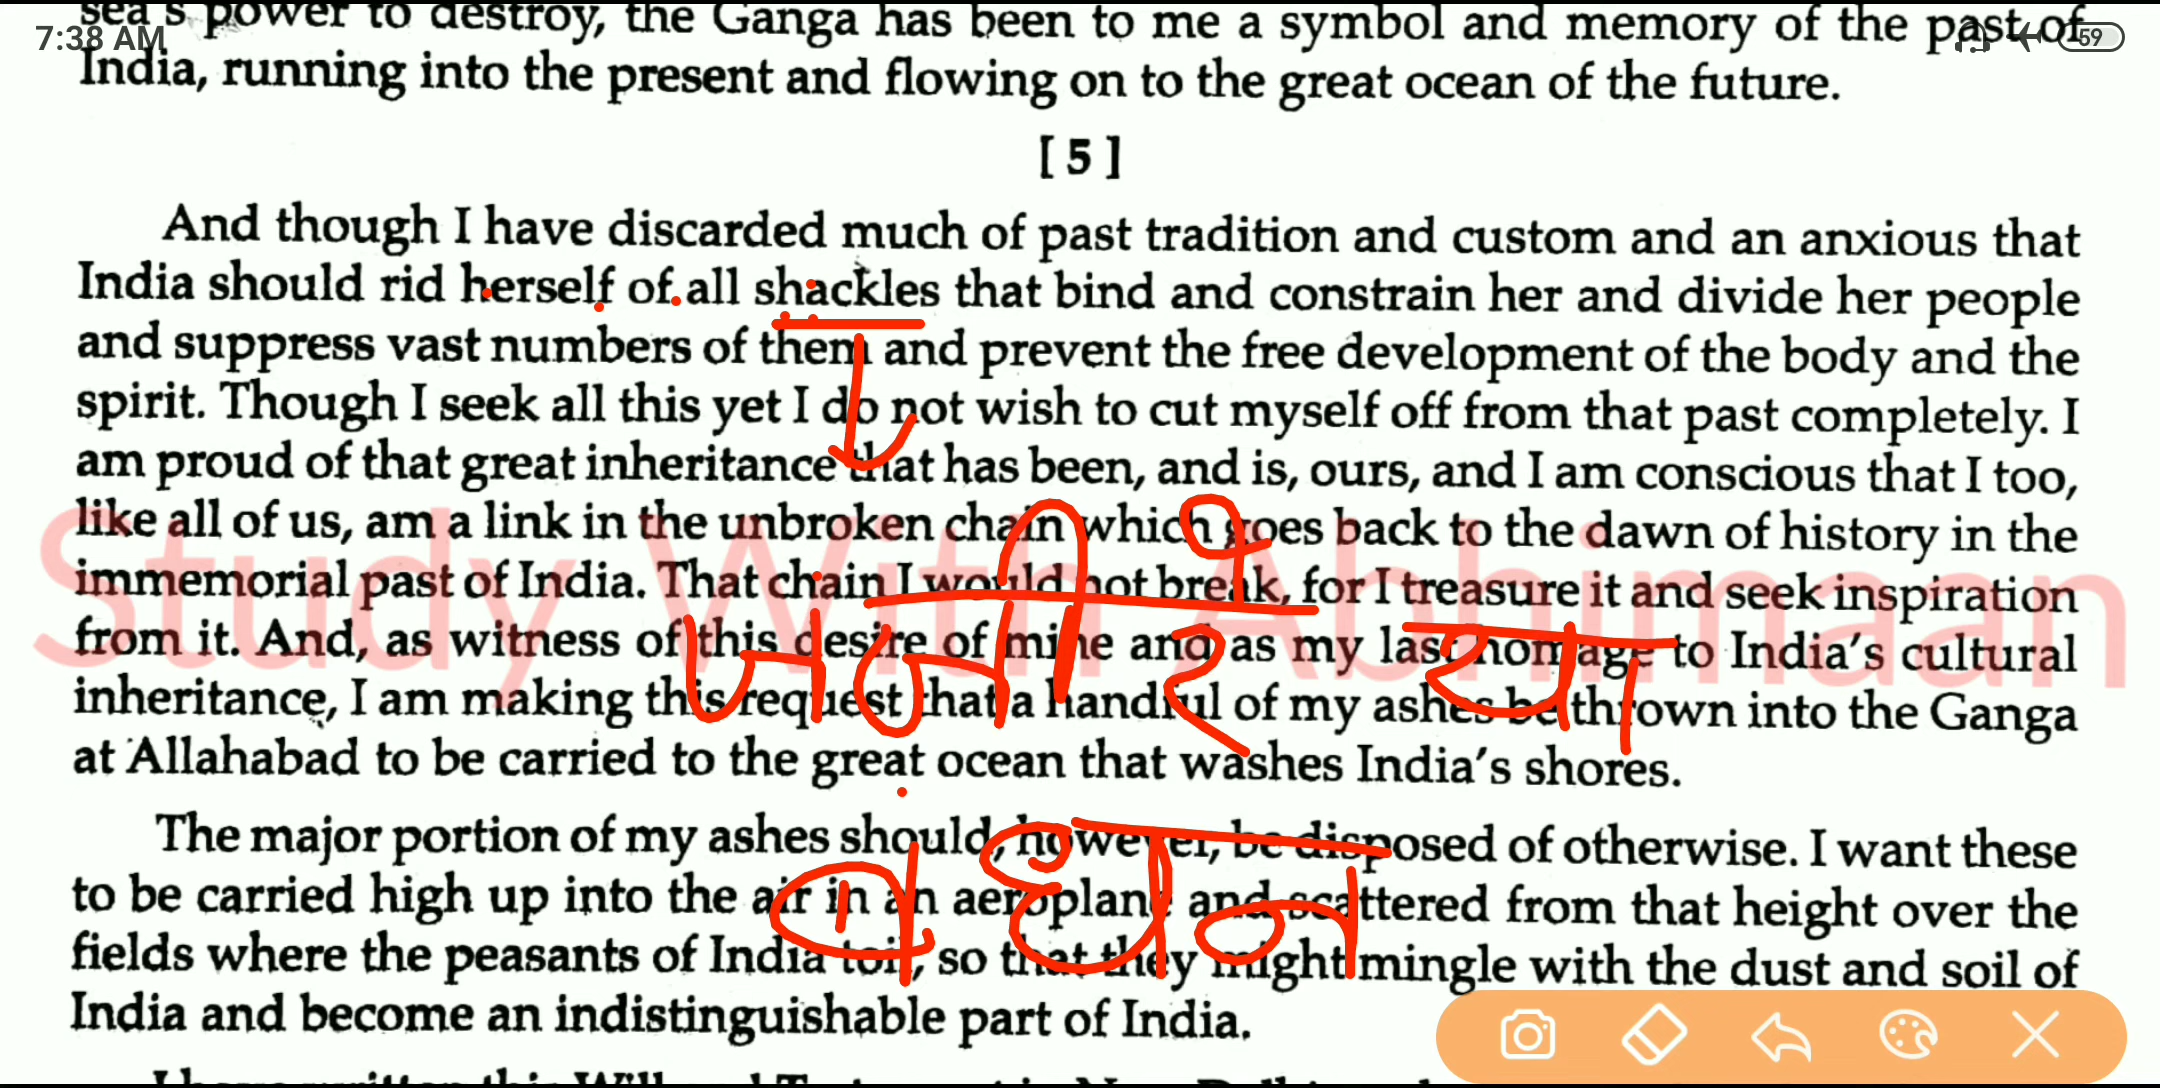 sea's power to destroy, the Ganga has been to me a symbol and memory of the past of
7:38 AM
59
India, running into the present and flowing on to the great ocean of the future.
[ 5 ]
And though I have discarded much of past tradition and custom and an anxious that
India should rid herself of all shackles that bind and constrain her and divide her people
and suppress vast numbers of them and prevent the free development of the body and the
spirit. Though I seek all this yet I do not wish to cut myself off from that past completely. I
am proud of that great inheritance that has been, and is, ours, and I am conscious that I too,
like all of us, am a link in the unbroken chain which goes back to the dawn of history in the
immemorial past of India. That chain I would not break, for I treasure it and seek inspiration
from it. And, as witness of this desire of mine and as my last homage to India's cultural
inheritance, I am making this request that a handful of my ashes be thrown into the Ganga
at Allahabad to be carried to the great ocean that washes India's shores.
Study With Abhimaan
जंजीरें या
बंधन
The major portion of my ashes should, however, be disposed of otherwise. I want these
to be carried high up into the air in an aeroplane and scattered from that height over the
fields where the peasants of India toil, so that they might mingle with the dust and soil of
India and become an indistinguishable part of India.